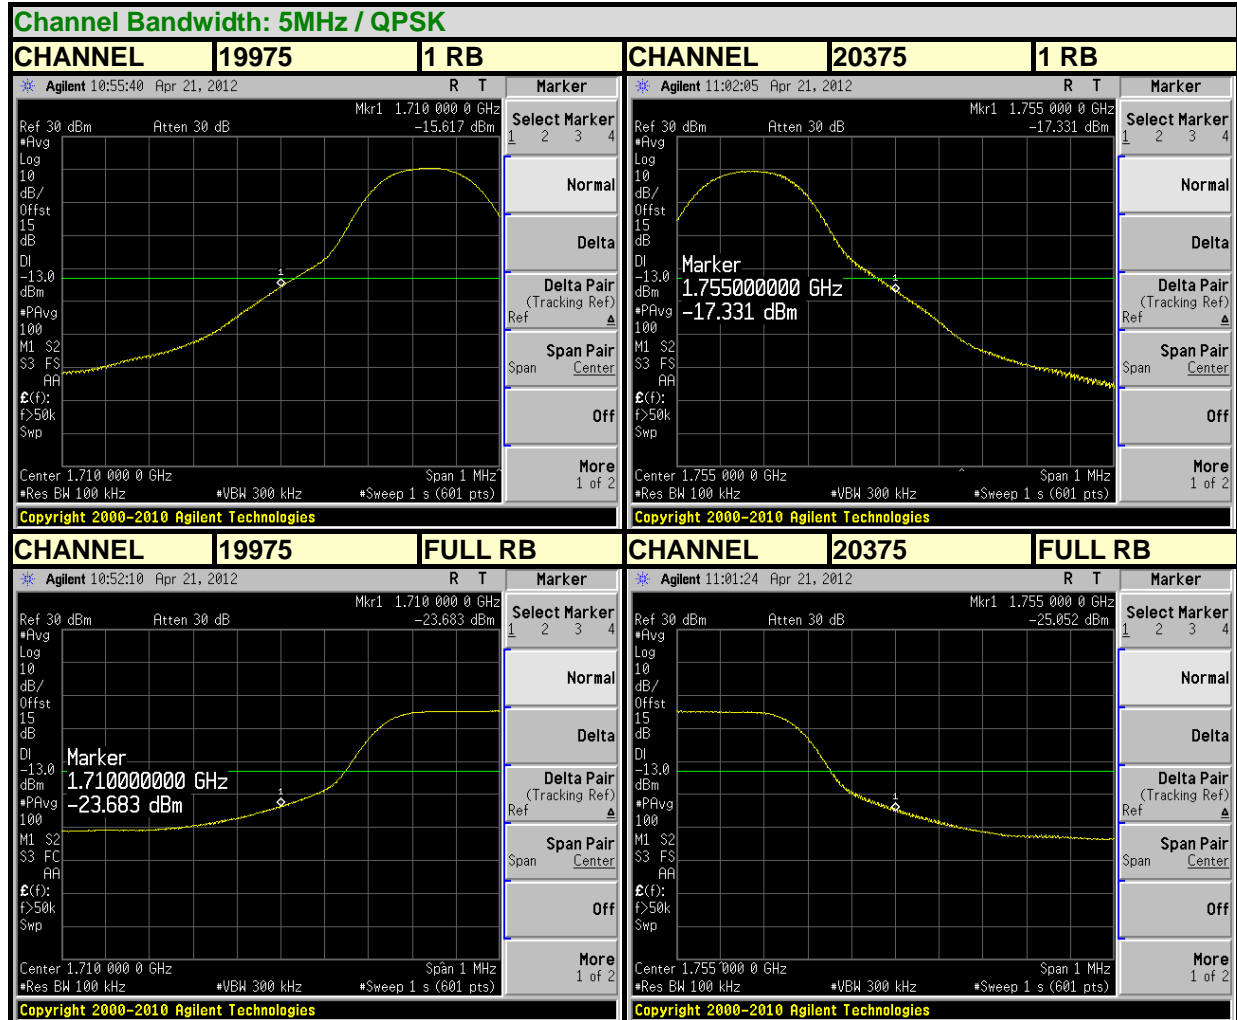 Channel Bandwidth: 5MHz / QPSK
CHANNEL 19975 1 RB
Agilent 10:55:40 Apr 21, 2012 R T Marker
Mkr1 1.710 000 0 GHz
Ref 30 dBm Atten 30 dB -15.617 dBm
#Avg
Log
10
dB/
Offst
15
dB
DI
-13.0
dBm
#PAvg
100
M1 S2
S3 FS
AA
£(f):
f>50k
Swp
1
Center 1.710 000 0 GHz Span 1 MHz^
#Res BW 100 kHz #VBW 300 kHz #Sweep 1 s (601 pts)
Copyright 2000-2010 Agilent Technologies
Select Marker
1 2 3 4
Normal
Delta
Delta Pair
(Tracking Ref)
Ref Δ
Span Pair
Span Center
Off
More
1 of 2
CHANNEL 20375 1 RB
Agilent 11:02:05 Apr 21, 2012 R T Marker
Mkr1 1.755 000 0 GHz
Ref 30 dBm Atten 30 dB -17.331 dBm
#Avg
Log
10
dB/
Offst
15
dB
DI
-13.0
dBm
#PAvg
100
M1 S2
S3 FS
AA
£(f):
f>50k
Swp
Marker
1.755000000 GHz
-17.331 dBm
1
Center 1.755 000 0 GHz ^ Span 1 MHz
#Res BW 100 kHz #VBW 300 kHz #Sweep 1 s (601 pts)
Copyright 2000-2010 Agilent Technologies
Select Marker
1 2 3 4
Normal
Delta
Delta Pair
(Tracking Ref)
Ref Δ
Span Pair
Span Center
Off
More
1 of 2
CHANNEL 19975 FULL RB
Agilent 10:52:10 Apr 21, 2012 R T Marker
Mkr1 1.710 000 0 GHz
Ref 30 dBm Atten 30 dB -23.683 dBm
#Avg
Log
10
dB/
Offst
15
dB
DI
-13.0
dBm
#PAvg
100
M1 S2
S3 FC
AA
£(f):
f>50k
Swp
Marker
1.710000000 GHz
-23.683 dBm
1
Center 1.710 000 0 GHz Span 1 MHz
#Res BW 100 kHz #VBW 300 kHz #Sweep 1 s (601 pts)
Copyright 2000-2010 Agilent Technologies
Select Marker
1 2 3 4
Normal
Delta
Delta Pair
(Tracking Ref)
Ref Δ
Span Pair
Span Center
Off
More
1 of 2
CHANNEL 20375 FULL RB
Agilent 11:01:24 Apr 21, 2012 R T Marker
Mkr1 1.755 000 0 GHz
Ref 30 dBm Atten 30 dB -25.052 dBm
#Avg
Log
10
dB/
Offst
15
dB
DI
-13.0
dBm
#PAvg
100
M1 S2
S3 FS
AA
£(f):
f>50k
Swp
1
Center 1.755 000 0 GHz Span 1 MHz
#Res BW 100 kHz #VBW 300 kHz #Sweep 1 s (601 pts)
Copyright 2000-2010 Agilent Technologies
Select Marker
1 2 3 4
Normal
Delta
Delta Pair
(Tracking Ref)
Ref Δ
Span Pair
Span Center
Off
More
1 of 2